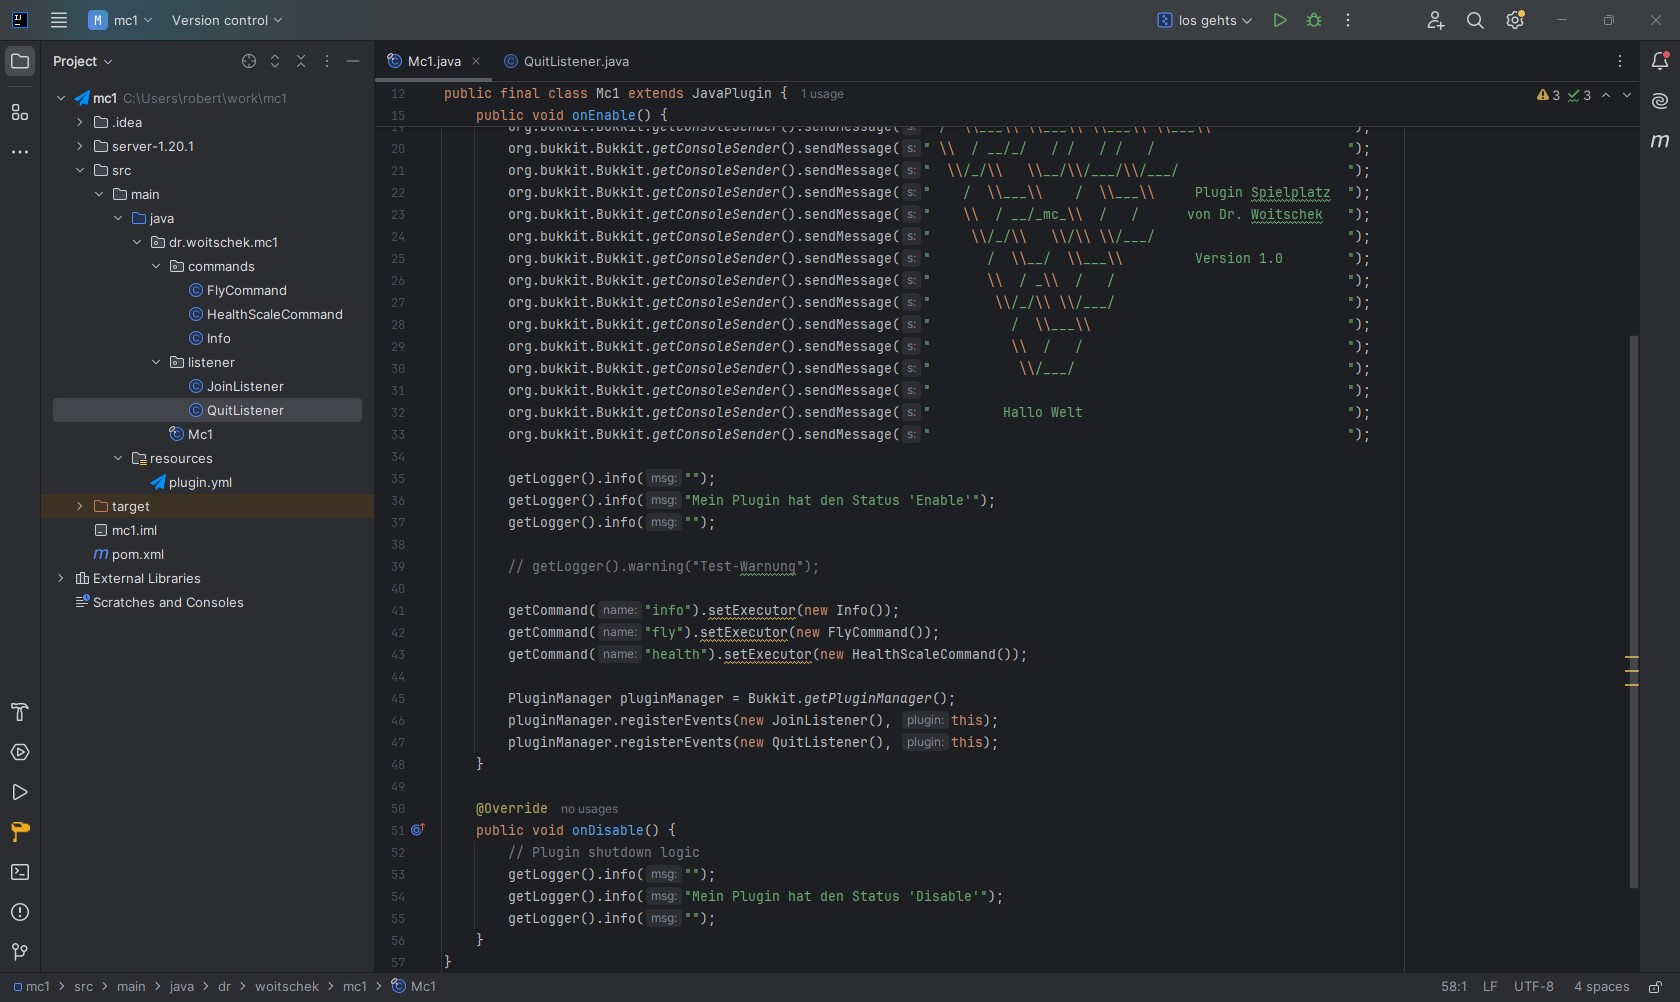 mc1
Version control
los gehts
Project
mc1 C:\Users\robert\work\mc1
.idea
server-1.20.1
src
main
java
dr.woitschek.mc1
commands
FlyCommand
HealthScaleCommand
Info
listener
JoinListener
QuitListener
Mc1
resources
plugin.yml
target
mc1.iml
pom.xml
External Libraries
Scratches and Consoles
Mc1.java
QuitListener.java
3 3
12 public final class Mc1 extends JavaPlugin { 1 usage
15 public void onEnable() {
19 org.bukkit.Bukkit.getConsoleSender().sendMessage( s: " / \\___\\ \\___\\ \\___\\ \\___\\ ");
20 org.bukkit.Bukkit.getConsoleSender().sendMessage( s: " \\  / __/_/   / /   / /   /                        ");
21 org.bukkit.Bukkit.getConsoleSender().sendMessage( s: "  \\/_/\\   \\__/\\/___/\\/___/                     ");
22 org.bukkit.Bukkit.getConsoleSender().sendMessage( s: "    /  \\___\\    /  \\___\\     Plugin Spielplatz  ");
23 org.bukkit.Bukkit.getConsoleSender().sendMessage( s: "    \\  / __/_mc_\\  /   /      von Dr. Woitschek   ");
24 org.bukkit.Bukkit.getConsoleSender().sendMessage( s: "     \\/_/\\   \\/\\ \\/___/                        ");
25 org.bukkit.Bukkit.getConsoleSender().sendMessage( s: "       /  \\__/  \\___\\         Version 1.0        ");
26 org.bukkit.Bukkit.getConsoleSender().sendMessage( s: "       \\  / _\\  /   /                             ");
27 org.bukkit.Bukkit.getConsoleSender().sendMessage( s: "        \\/_/\\ \\/___/                             ");
28 org.bukkit.Bukkit.getConsoleSender().sendMessage( s: "          /  \\___\\                                ");
29 org.bukkit.Bukkit.getConsoleSender().sendMessage( s: "          \\  /   /                                 ");
30 org.bukkit.Bukkit.getConsoleSender().sendMessage( s: "           \\/___/                                  ");
31 org.bukkit.Bukkit.getConsoleSender().sendMessage( s: "                                                    ");
32 org.bukkit.Bukkit.getConsoleSender().sendMessage( s: "         Hallo Welt                                 ");
33 org.bukkit.Bukkit.getConsoleSender().sendMessage( s: "                                                    ");
34
35 getLogger().info( msg: "");
36 getLogger().info( msg: "Mein Plugin hat den Status 'Enable'");
37 getLogger().info( msg: "");
38
39 // getLogger().warning("Test-Warnung");
40
41 getCommand( name: "info").setExecutor(new Info());
42 getCommand( name: "fly").setExecutor(new FlyCommand());
43 getCommand( name: "health").setExecutor(new HealthScaleCommand());
44
45 PluginManager pluginManager = Bukkit.getPluginManager();
46 pluginManager.registerEvents(new JoinListener(), plugin: this);
47 pluginManager.registerEvents(new QuitListener(), plugin: this);
48 }
49
50 @Override no usages
51 public void onDisable() {
52 // Plugin shutdown logic
53 getLogger().info( msg: "");
54 getLogger().info( msg: "Mein Plugin hat den Status 'Disable'");
55 getLogger().info( msg: "");
56 }
57 }
mc1 > src > main > java > dr > woitschek > mc1 > Mc1
58:1 LF UTF-8 4 spaces